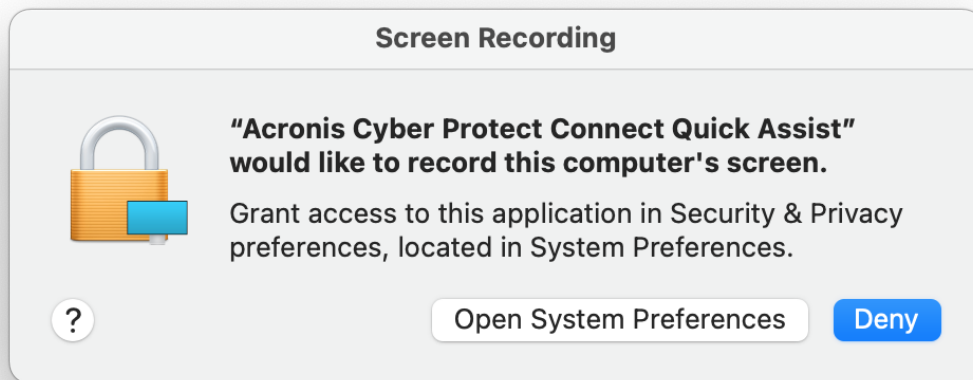 Screen Recording
“Acronis Cyber Protect Connect Quick Assist”
would like to record this computer's screen.
Grant access to this application in Security & Privacy
preferences, located in System Preferences.
?
Open System Preferences
Deny